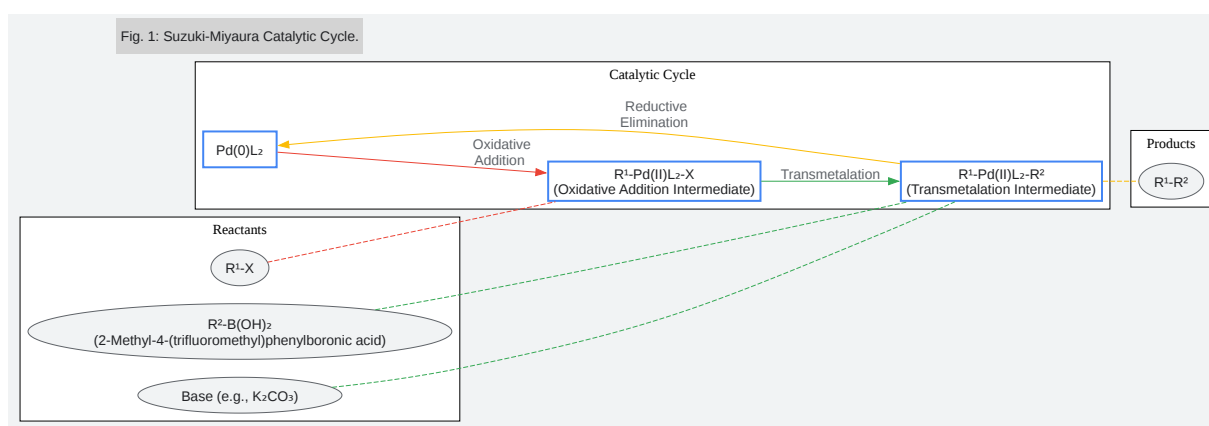 Fig. 1: Suzuki-Miyaura Catalytic Cycle.
Catalytic Cycle
Reductive
Elimination
Oxidative
Addition
Pd(0)L₂
R¹-Pd(II)L₂-X
(Oxidative Addition Intermediate)
Transmetalation
R¹-Pd(II)L₂-R²
(Transmetalation Intermediate)
Products
R¹-R²
Reactants
R¹-X
R²-B(OH)₂
(2-Methyl-4-(trifluoromethyl)phenylboronic acid)
Base (e.g., K₂CO₃)